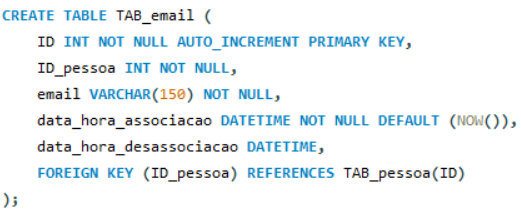 CREATE TABLE TAB_email (
    ID INT NOT NULL AUTO_INCREMENT PRIMARY KEY,
    ID_pessoa INT NOT NULL,
    email VARCHAR(150) NOT NULL,
    data_hora_associacao DATETIME NOT NULL DEFAULT (NOW()),
    data_hora_desassociacao DATETIME,
    FOREIGN KEY (ID_pessoa) REFERENCES TAB_pessoa(ID)
);